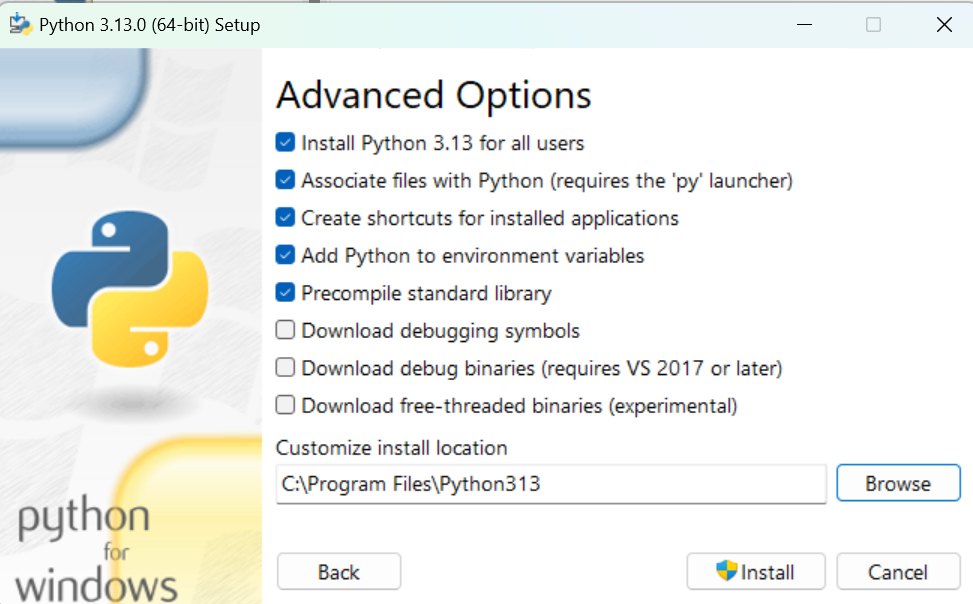 Python 3.13.0 (64-bit) Setup
Advanced Options
Install Python 3.13 for all users
Associate files with Python (requires the 'py' launcher)
Create shortcuts for installed applications
Add Python to environment variables
Precompile standard library
Download debugging symbols
Download debug binaries (requires VS 2017 or later)
Download free-threaded binaries (experimental)
Customize install location
C:\Program Files\Python313
Browse
python
for
windows
Back
Install
Cancel